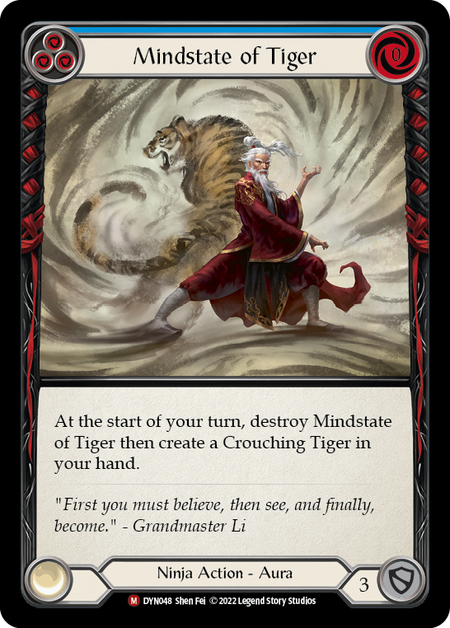 Mindstate of Tiger
0
At the start of your turn, destroy Mindstate
of Tiger then create a Crouching Tiger in
your hand.
"First you must believe, then see, and finally,
become." - Grandmaster Li
Ninja Action - Aura
3
M DYN048 Shen Fei ©2022 Legend Story Studios